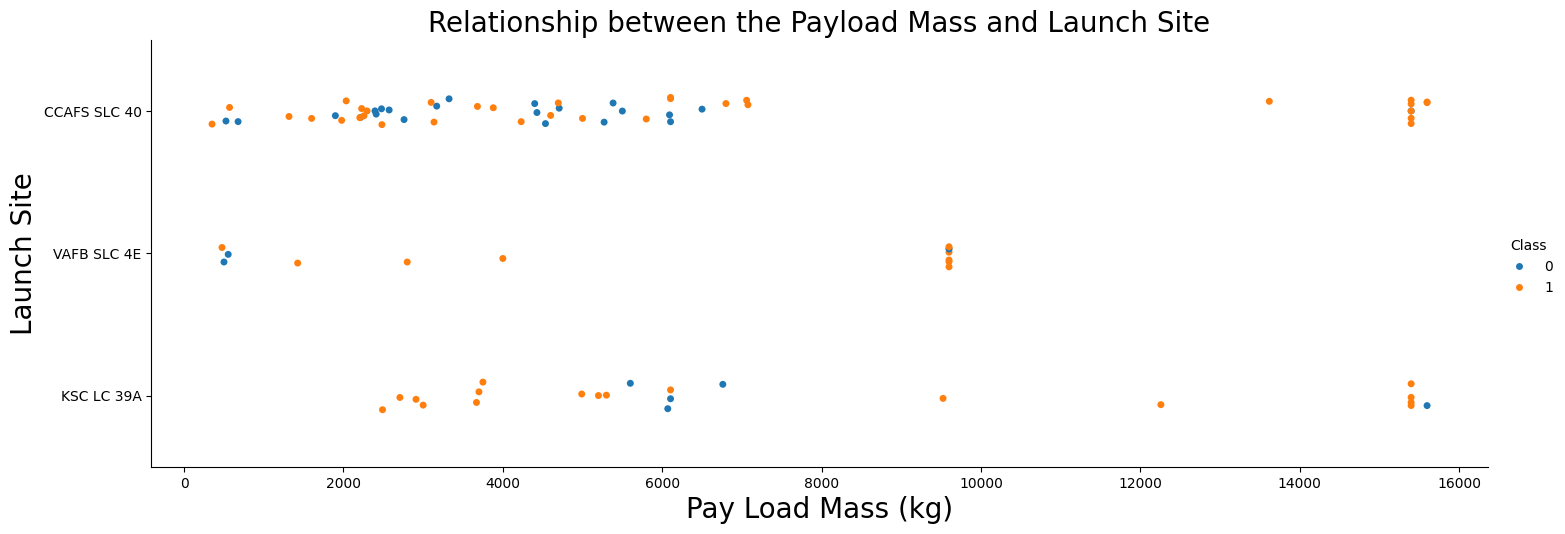 Relationship between the Payload Mass and Launch Site
Launch Site
CCAFS SLC 40
VAFB SLC 4E
KSC LC 39A
0 2000 4000 6000 8000 10000 12000 14000 16000
Pay Load Mass (kg)
Class
0
1